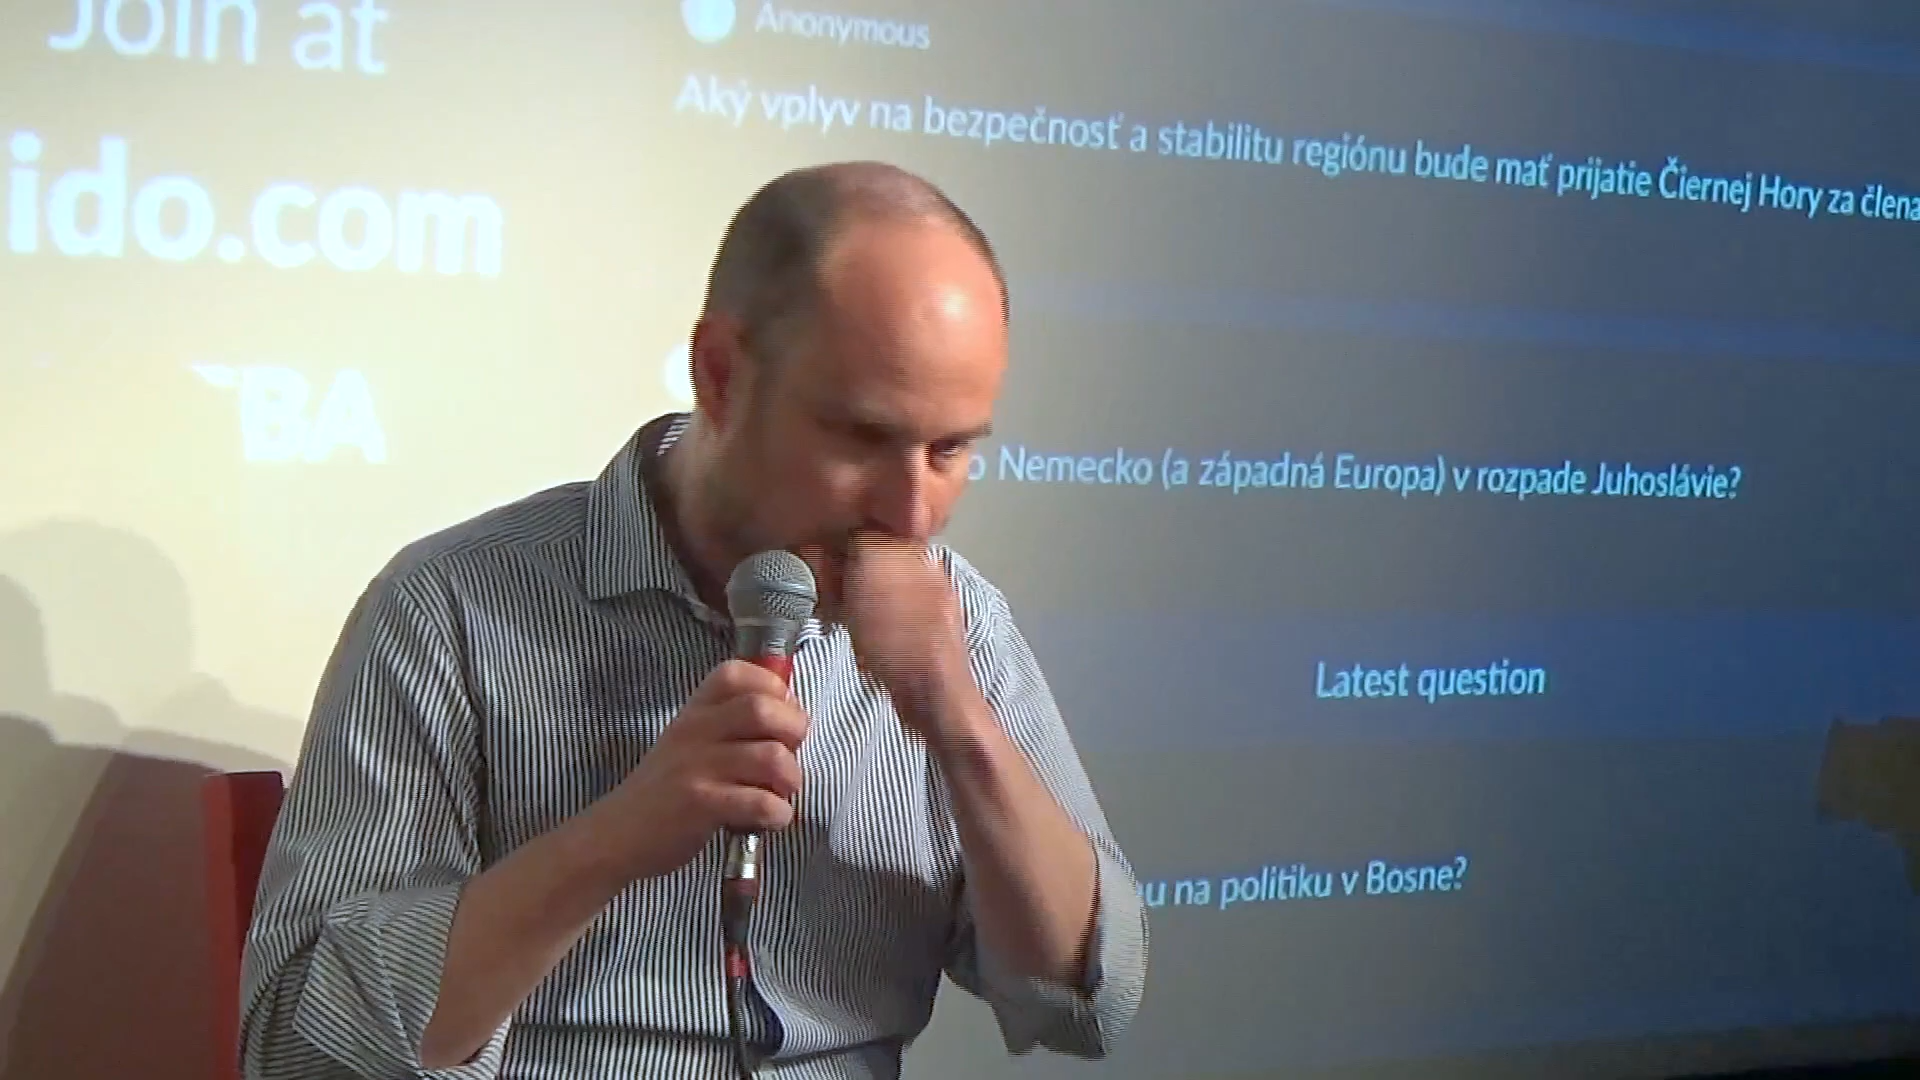 Join at
ido.com
BA
Anonymous
Aký vplyv na bezpečnosť a stabilitu regiónu bude mať prijatie Čiernej Hory za člena
Nemecko (a západná Europa) v rozpade Juhoslávie?
Latest question
na politiku v Bosne?